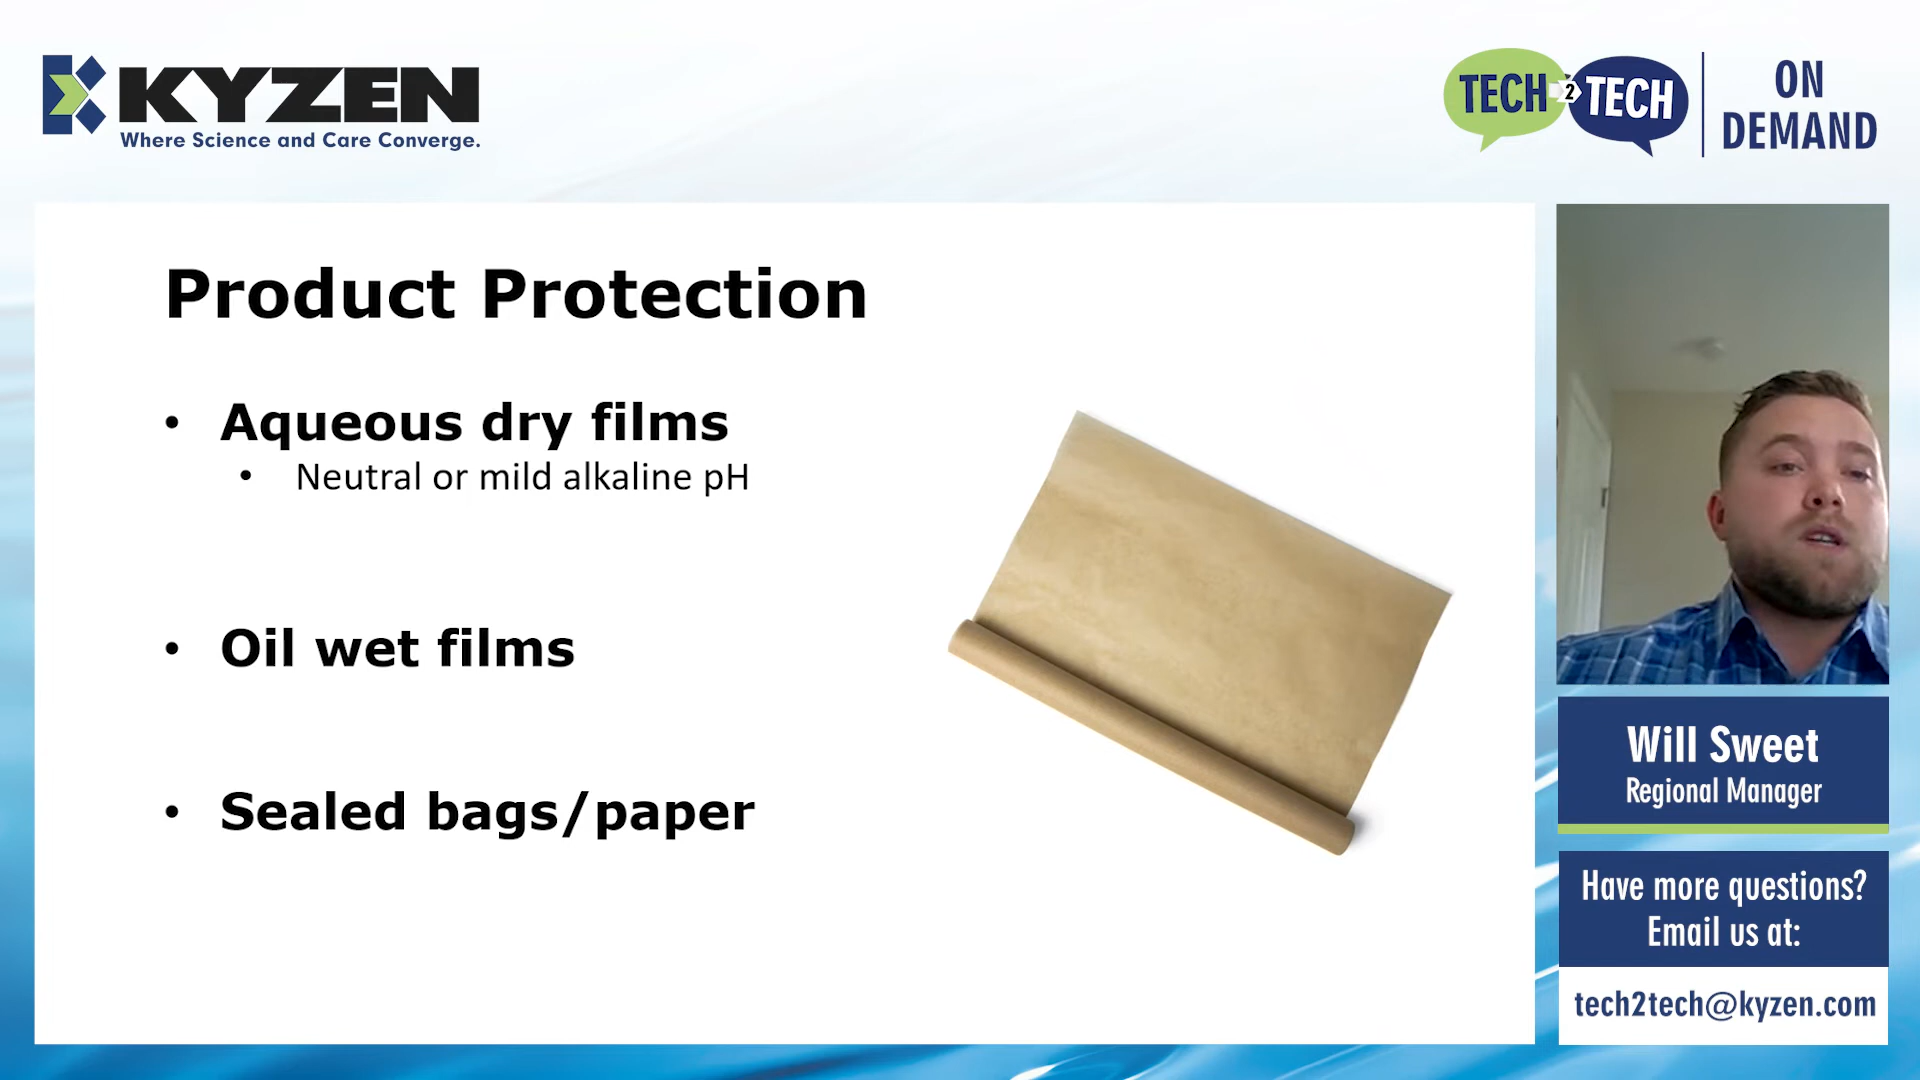 KYZEN
Where Science and Care Converge.
TECH 2 TECH
ON
DEMAND
Product Protection
• Aqueous dry films
• Neutral or mild alkaline pH
• Oil wet films
• Sealed bags/paper
Will Sweet
Regional Manager
Have more questions?
Email us at:
tech2tech@kyzen.com